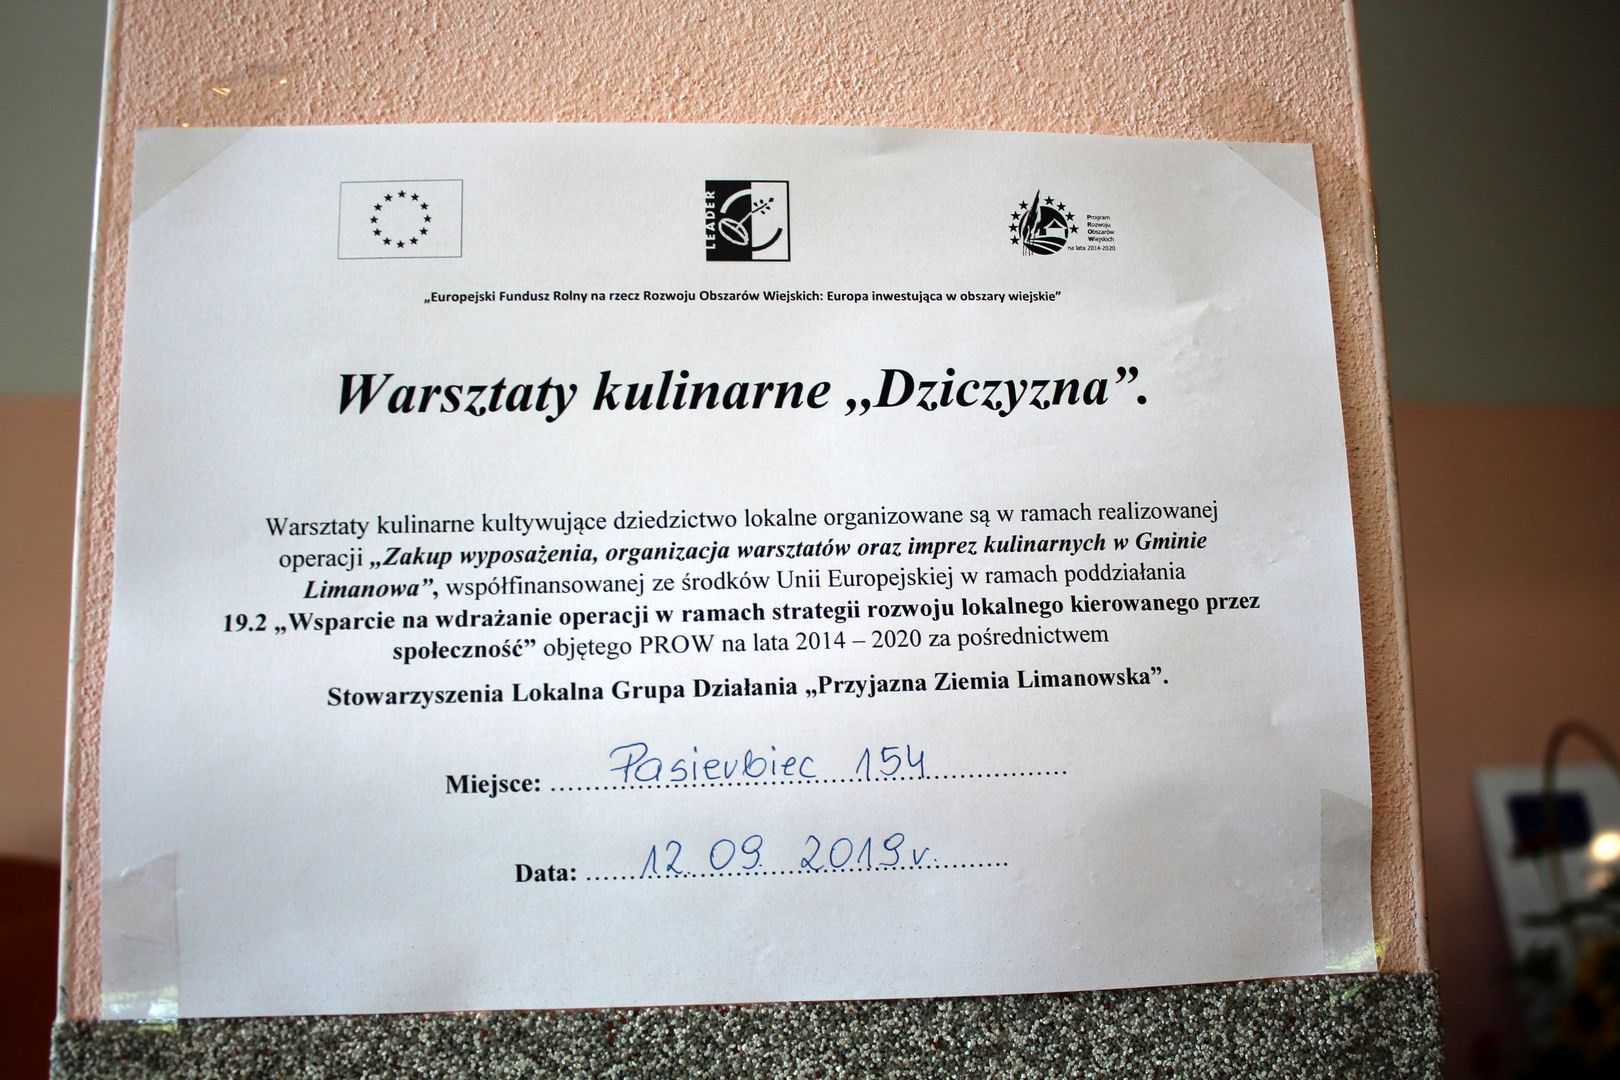 LEADER
Program
Rozwoju
Obszarów
Wiejskich
na lata 2014-2020
„Europejski Fundusz Rolny na rzecz Rozwoju Obszarów Wiejskich: Europa inwestująca w obszary wiejskie”
Warsztaty kulinarne „Dziczyzna”.
Warsztaty kulinarne kultywujące dziedzictwo lokalne organizowane są w ramach realizowanej
operacji „Zakup wyposażenia, organizacja warsztatów oraz imprez kulinarnych w Gminie
Limanowa”, współfinansowanej ze środków Unii Europejskiej w ramach poddziałania
19.2 „Wsparcie na wdrażanie operacji w ramach strategii rozwoju lokalnego kierowanego przez
społeczność” objętego PROW na lata 2014 – 2020 za pośrednictwem
Stowarzyszenia Lokalna Grupa Działania „Przyjazna Ziemia Limanowska”.
Miejsce: Pasierbiec 154
Data: 12.09.2019r.